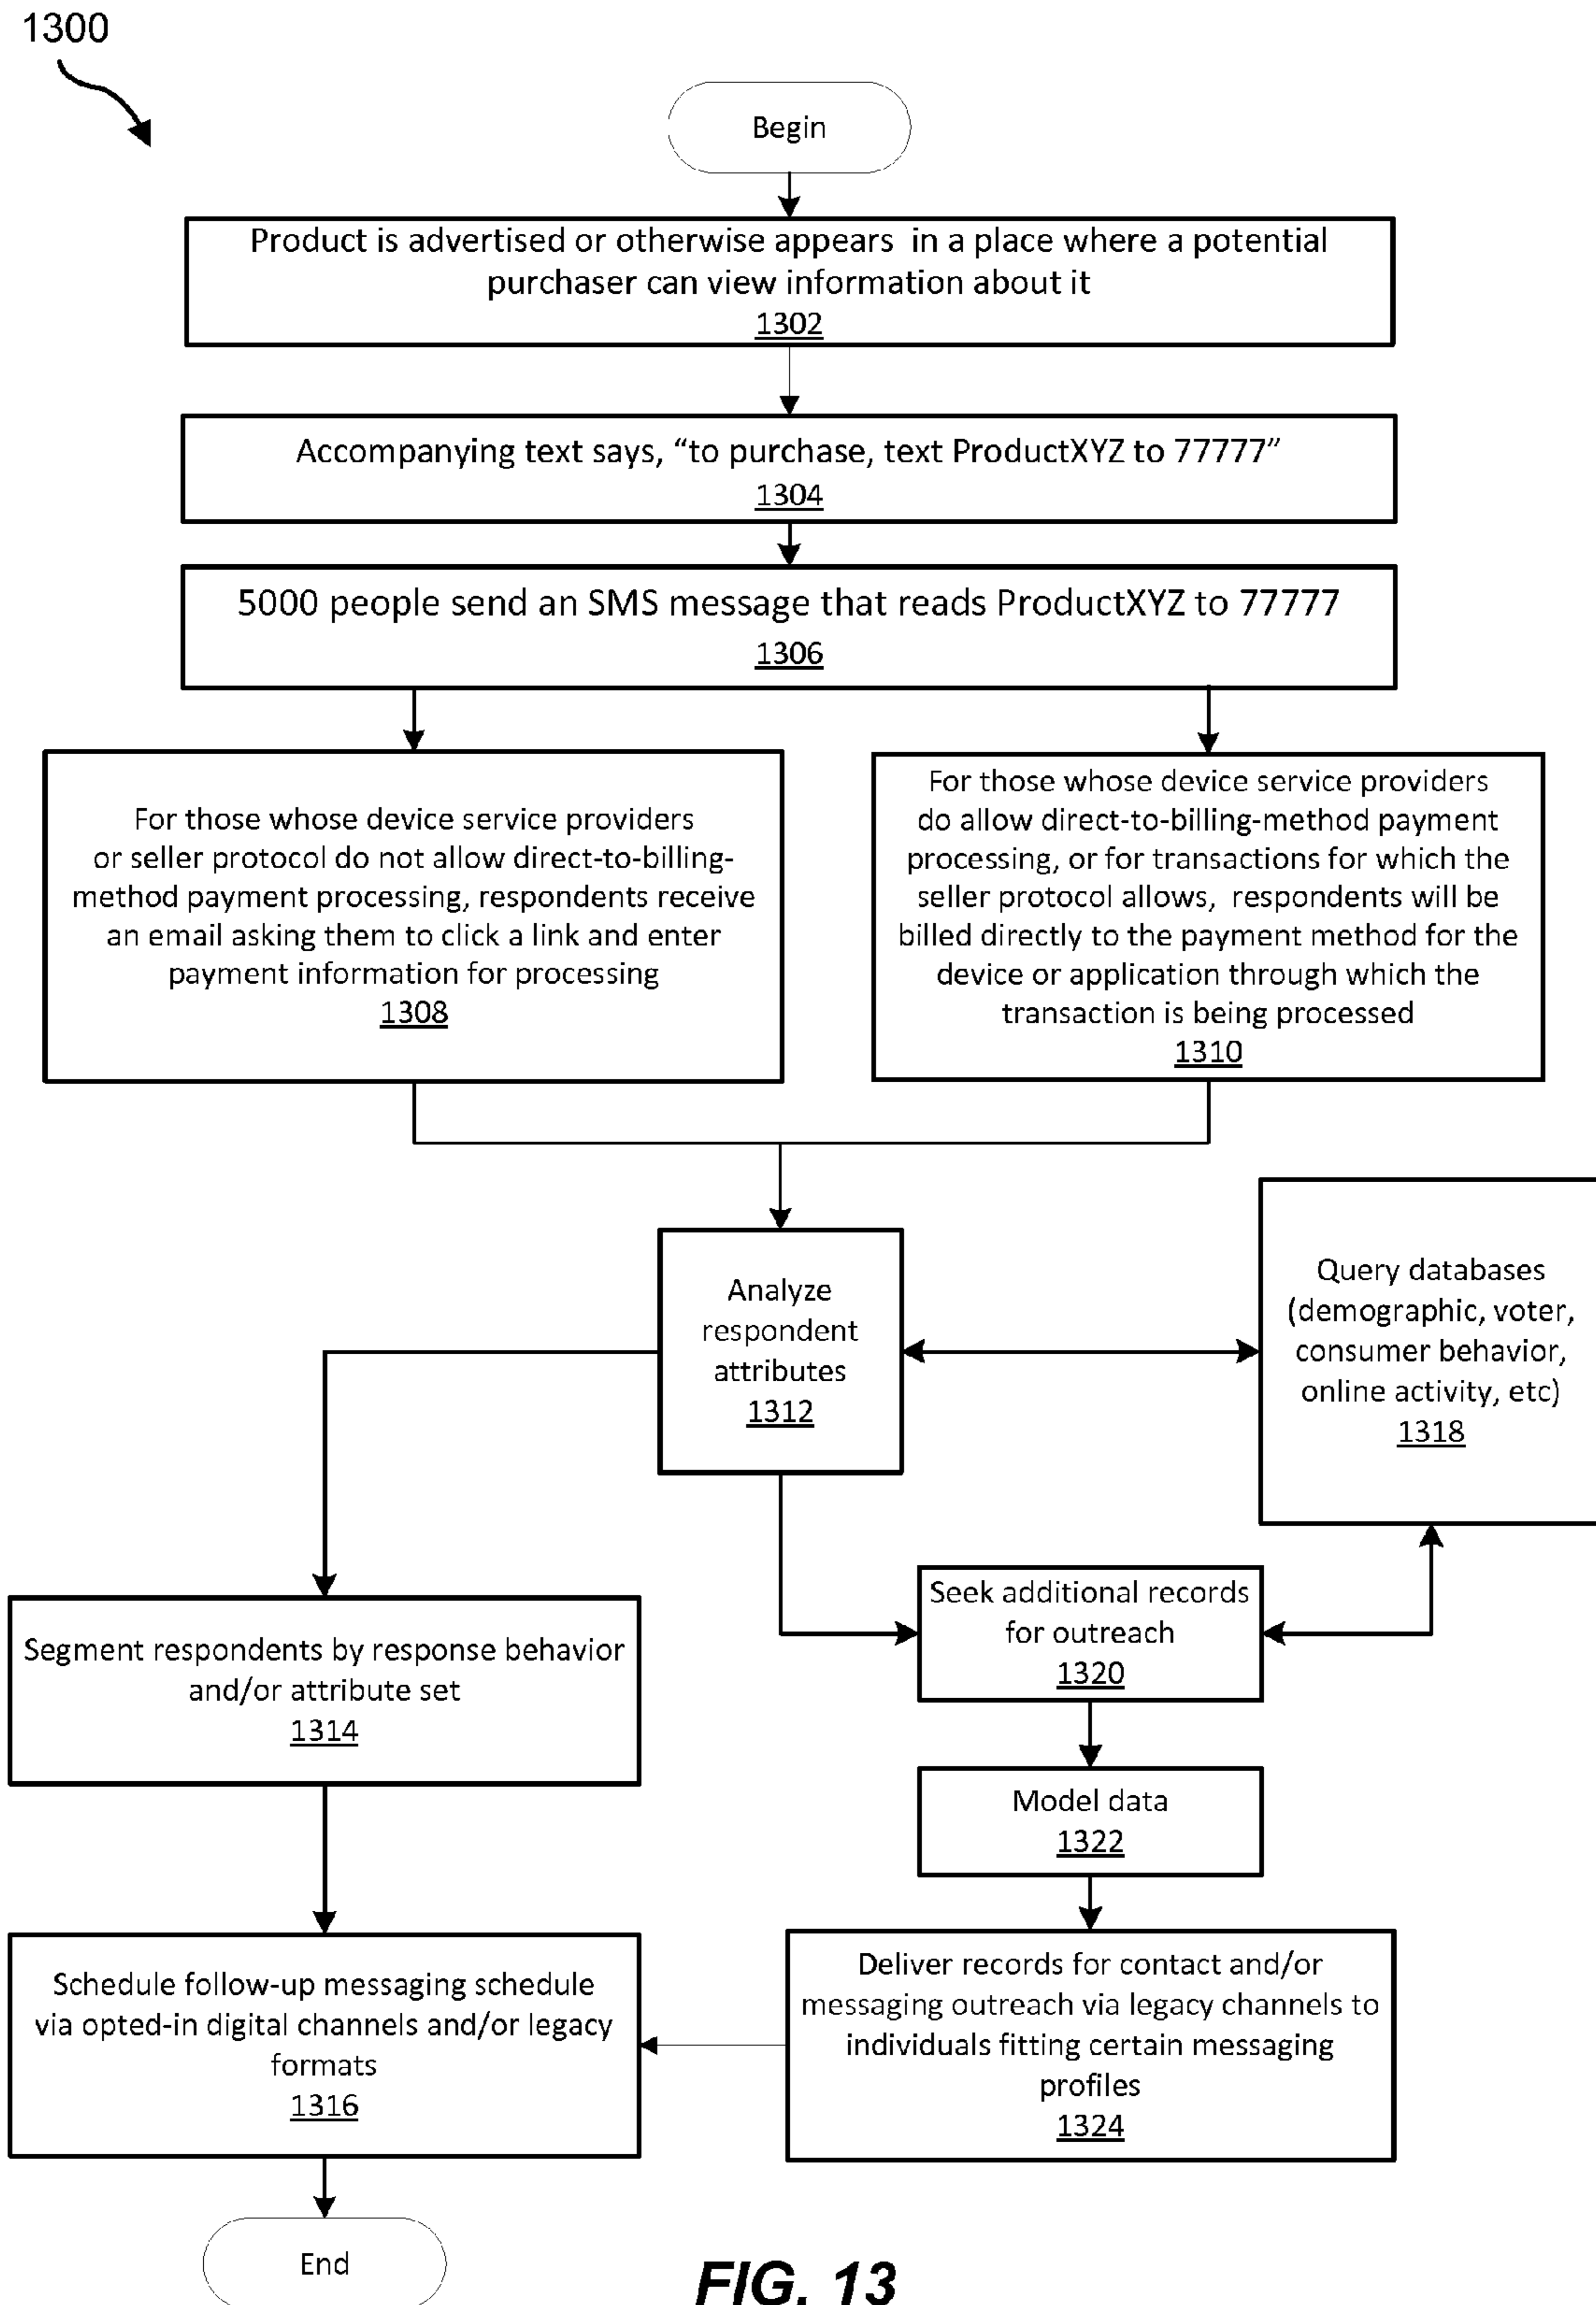 1300
Begin
Product is advertised or otherwise appears in a place where a potential
purchaser can view information about it
1302
Accompanying text says, “to purchase, text ProductXYZ to 77777”
1304
5000 people send an SMS message that reads ProductXYZ to 77777
1306
For those whose device service providers
or seller protocol do not allow direct-to-billing-
method payment processing, respondents receive
an email asking them to click a link and enter
payment information for processing
1308
For those whose device service providers
do allow direct-to-billing-method payment
processing, or for transactions for which the
seller protocol allows, respondents will be
billed directly to the payment method for the
device or application through which the
transaction is being processed
1310
Analyze
respondent
attributes
1312
Query databases
(demographic, voter,
consumer behavior,
online activity, etc)
1318
Seek additional records
for outreach
1320
Segment respondents by response behavior
and/or attribute set
1314
Model data
1322
Schedule follow-up messaging schedule
via opted-in digital channels and/or legacy
formats
1316
Deliver records for contact and/or
messaging outreach via legacy channels to
individuals fitting certain messaging
profiles
1324
End
FIG. 13